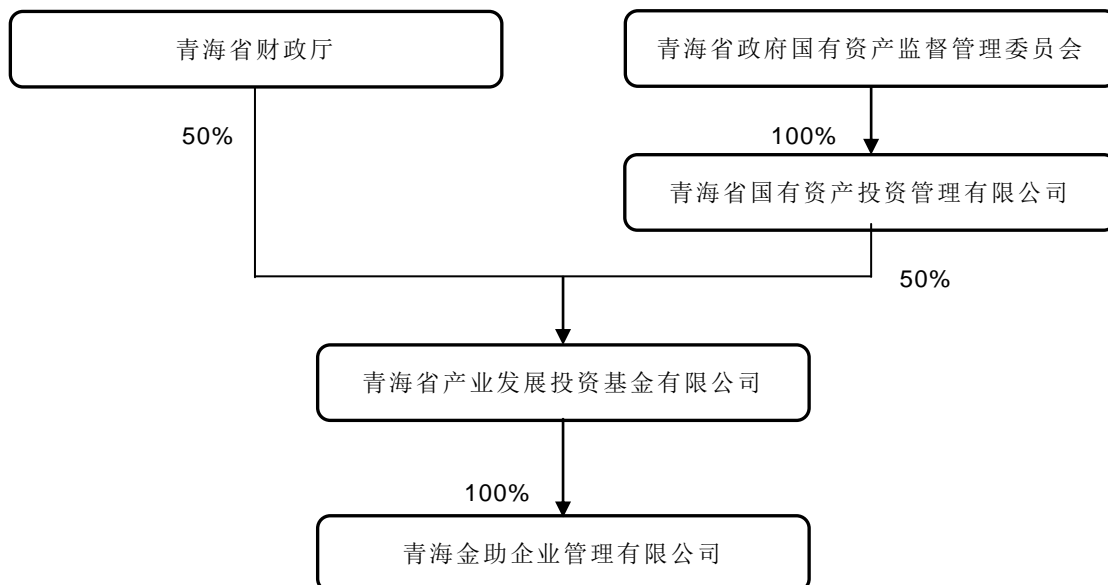 青海省财政厅
青海省政府国有资产监督管理委员会
50%
100%
青海省国有资产投资管理有限公司
50%
青海省产业发展投资基金有限公司
100%
青海金助企业管理有限公司